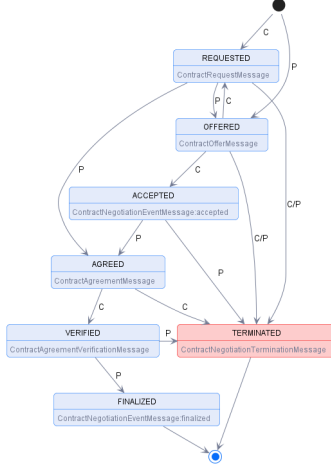 C
P
REQUESTED
ContractRequestMessage
P
C
OFFERED
ContractOfferMessage
P
C
C/P
ACCEPTED
ContractNegotiationEventMessage:accepted
C/P
P
P
AGREED
ContractAgreementMessage
C
C
VERIFIED
ContractAgreementVerificationMessage
P
TERMINATED
ContractNegotiationTerminationMessage
P
FINALIZED
ContractNegotiationEventMessage:finalized